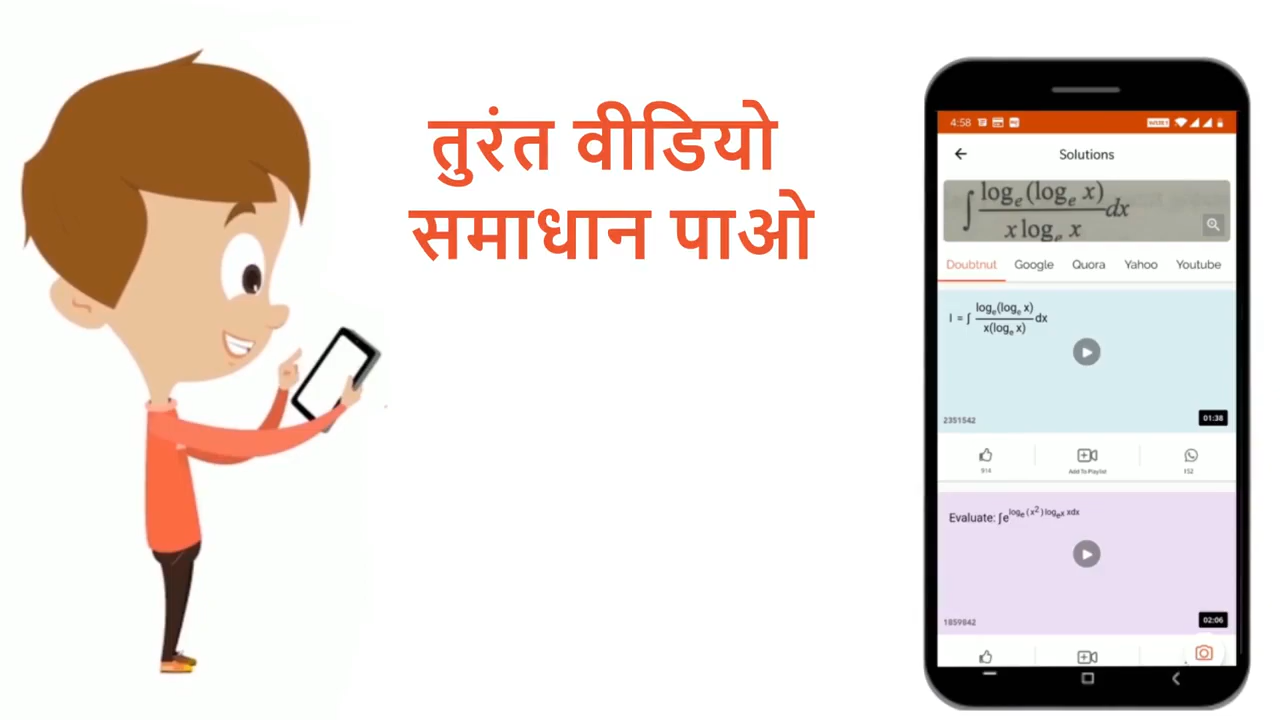 तुरंत वीडियो
समाधान पाओ
4:58
Solutions
∫ logₑ(logₑ x) / x logₑ x dx
Doubtnut Google Quora Yahoo Youtube
I = ∫ logₑ(logₑ x) / x(logₑ x) dx
2351542 01:38
914 Add To Playlist 152
Evaluate: ∫e^logₑ(x²)logₑx xdx
1859842 02:06